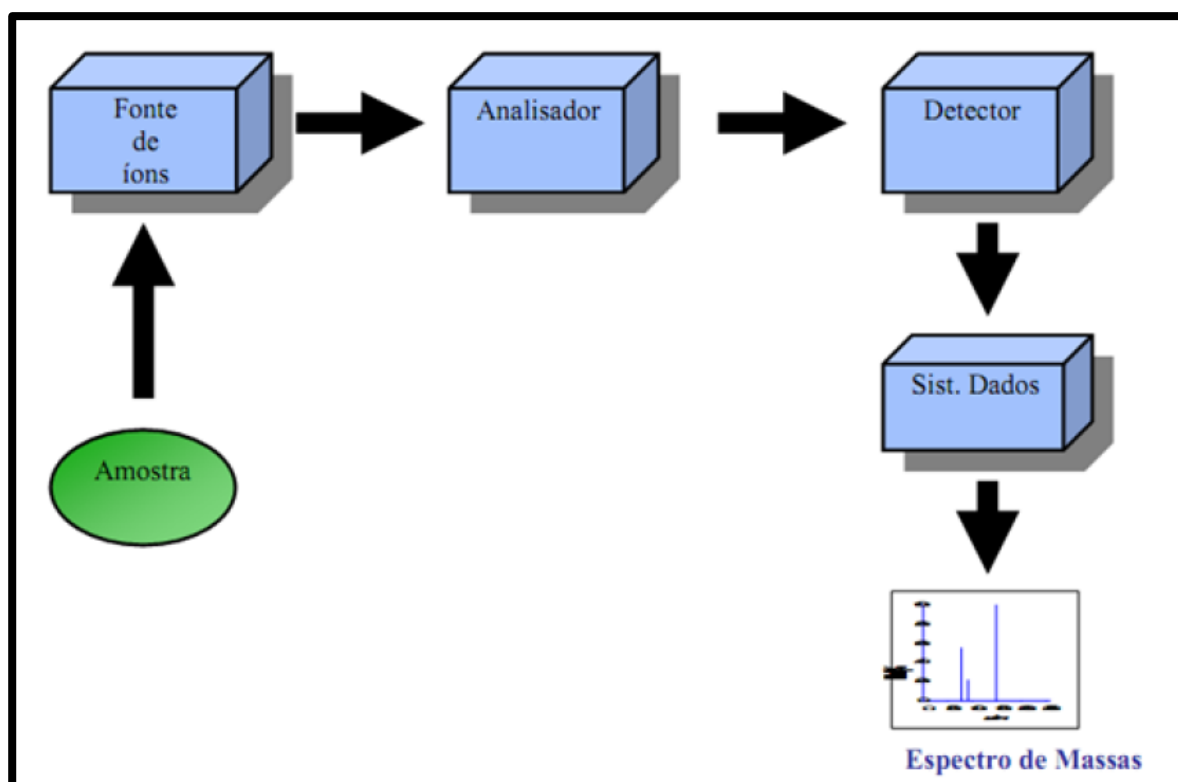 Fonte
de
íons
Analisador
Detector
Sist. Dados
Amostra
Espectro de Massas